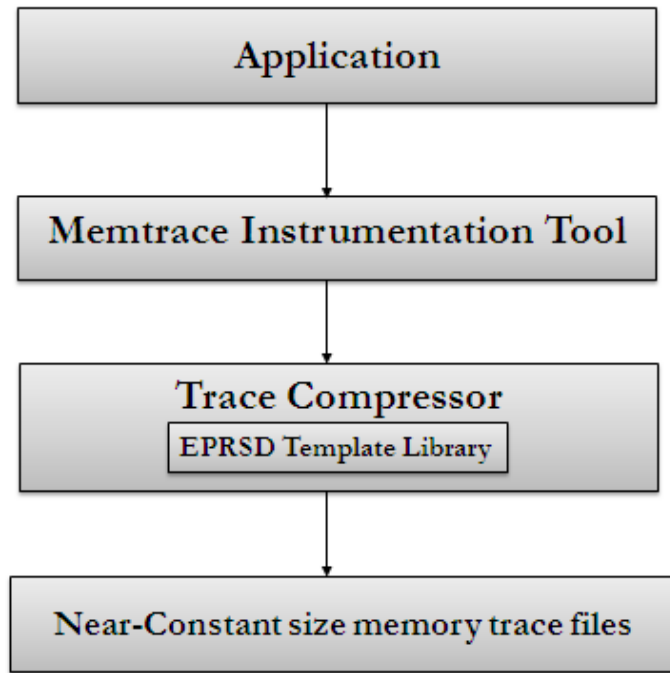 Application
Memtrace Instrumentation Tool
Trace Compressor
EPRSD Template Library
Near-Constant size memory trace files